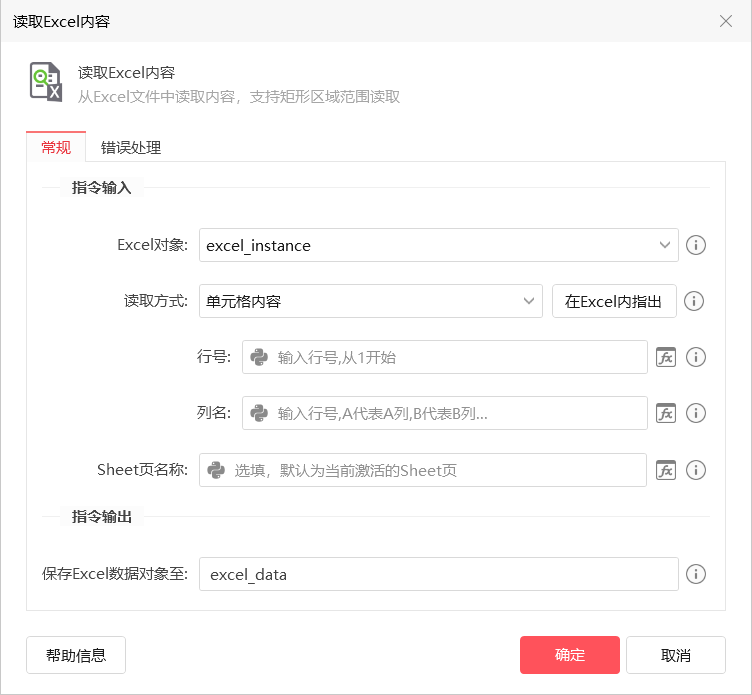 读取Excel内容
读取Excel内容
从Excel文件中读取内容，支持矩形区域范围读取
常规 错误处理
指令输入
Excel对象: excel_instance
读取方式: 单元格内容 在Excel内指出
行号: 输入行号,从1开始 fx
列名: 输入行号,A代表A列,B代表B列... fx
Sheet页名称: 选填，默认为当前激活的Sheet页 fx
指令输出
保存Excel数据对象至: excel_data
帮助信息 确定 取消